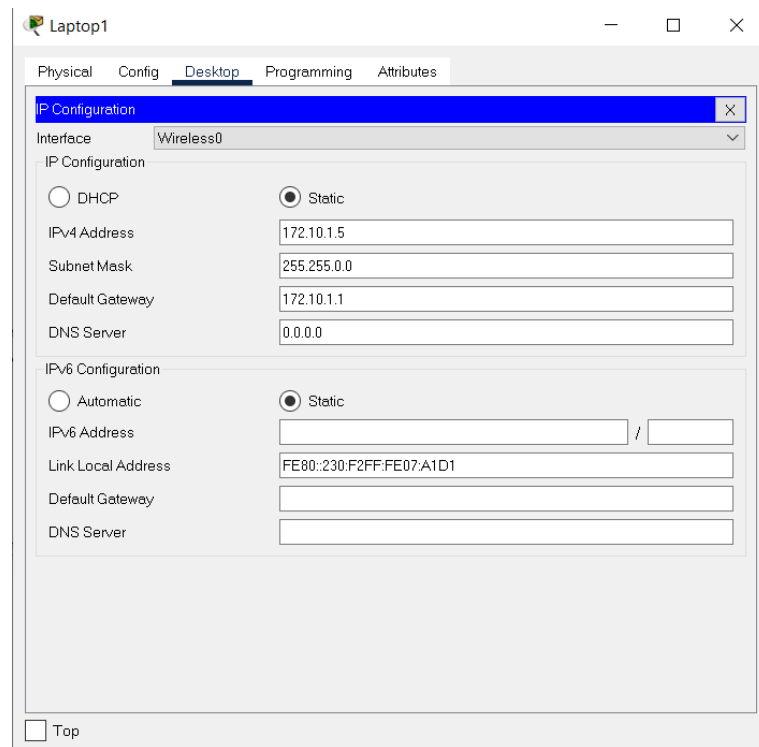 Laptop1
Physical Config Desktop Programming Attributes
IP Configuration X
Interface Wireless0
IP Configuration
DHCP Static
IPv4 Address 172.10.1.5
Subnet Mask 255.255.0.0
Default Gateway 172.10.1.1
DNS Server 0.0.0.0
IPv6 Configuration
Automatic Static
IPv6 Address /
Link Local Address FE80::230:F2FF:FE07:A1D1
Default Gateway
DNS Server
Top